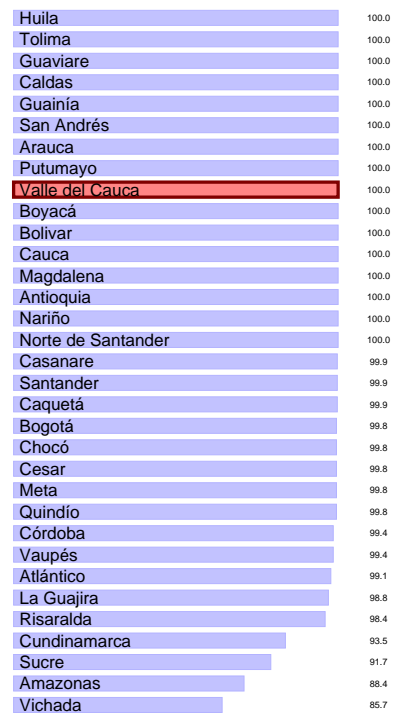 Huila 100.0
Tolima 100.0
Guaviare 100.0
Caldas 100.0
Guainía 100.0
San Andrés 100.0
Arauca 100.0
Putumayo 100.0
Valle del Cauca 100.0
Boyacá 100.0
Bolivar 100.0
Cauca 100.0
Magdalena 100.0
Antioquia 100.0
Nariño 100.0
Norte de Santander 100.0
Casanare 99.9
Santander 99.9
Caquetá 99.9
Bogotá 99.8
Chocó 99.8
Cesar 99.8
Meta 99.8
Quindío 99.8
Córdoba 99.4
Vaupés 99.4
Atlántico 99.1
La Guajira 98.8
Risaralda 98.4
Cundinamarca 93.5
Sucre 91.7
Amazonas 88.4
Vichada 85.7